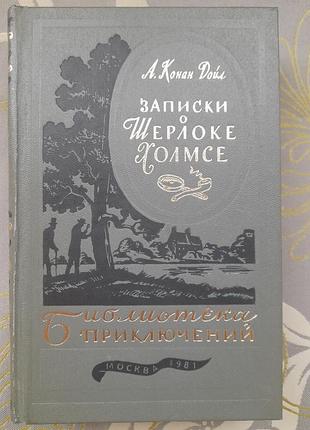 А. Конан Дойл
ЗАПИСКИ
О
ШЕРЛОКЕ
ХОЛМСЕ
Библиотека
ПРИКЛЮЧЕНИЙ
МОСКВА 1981